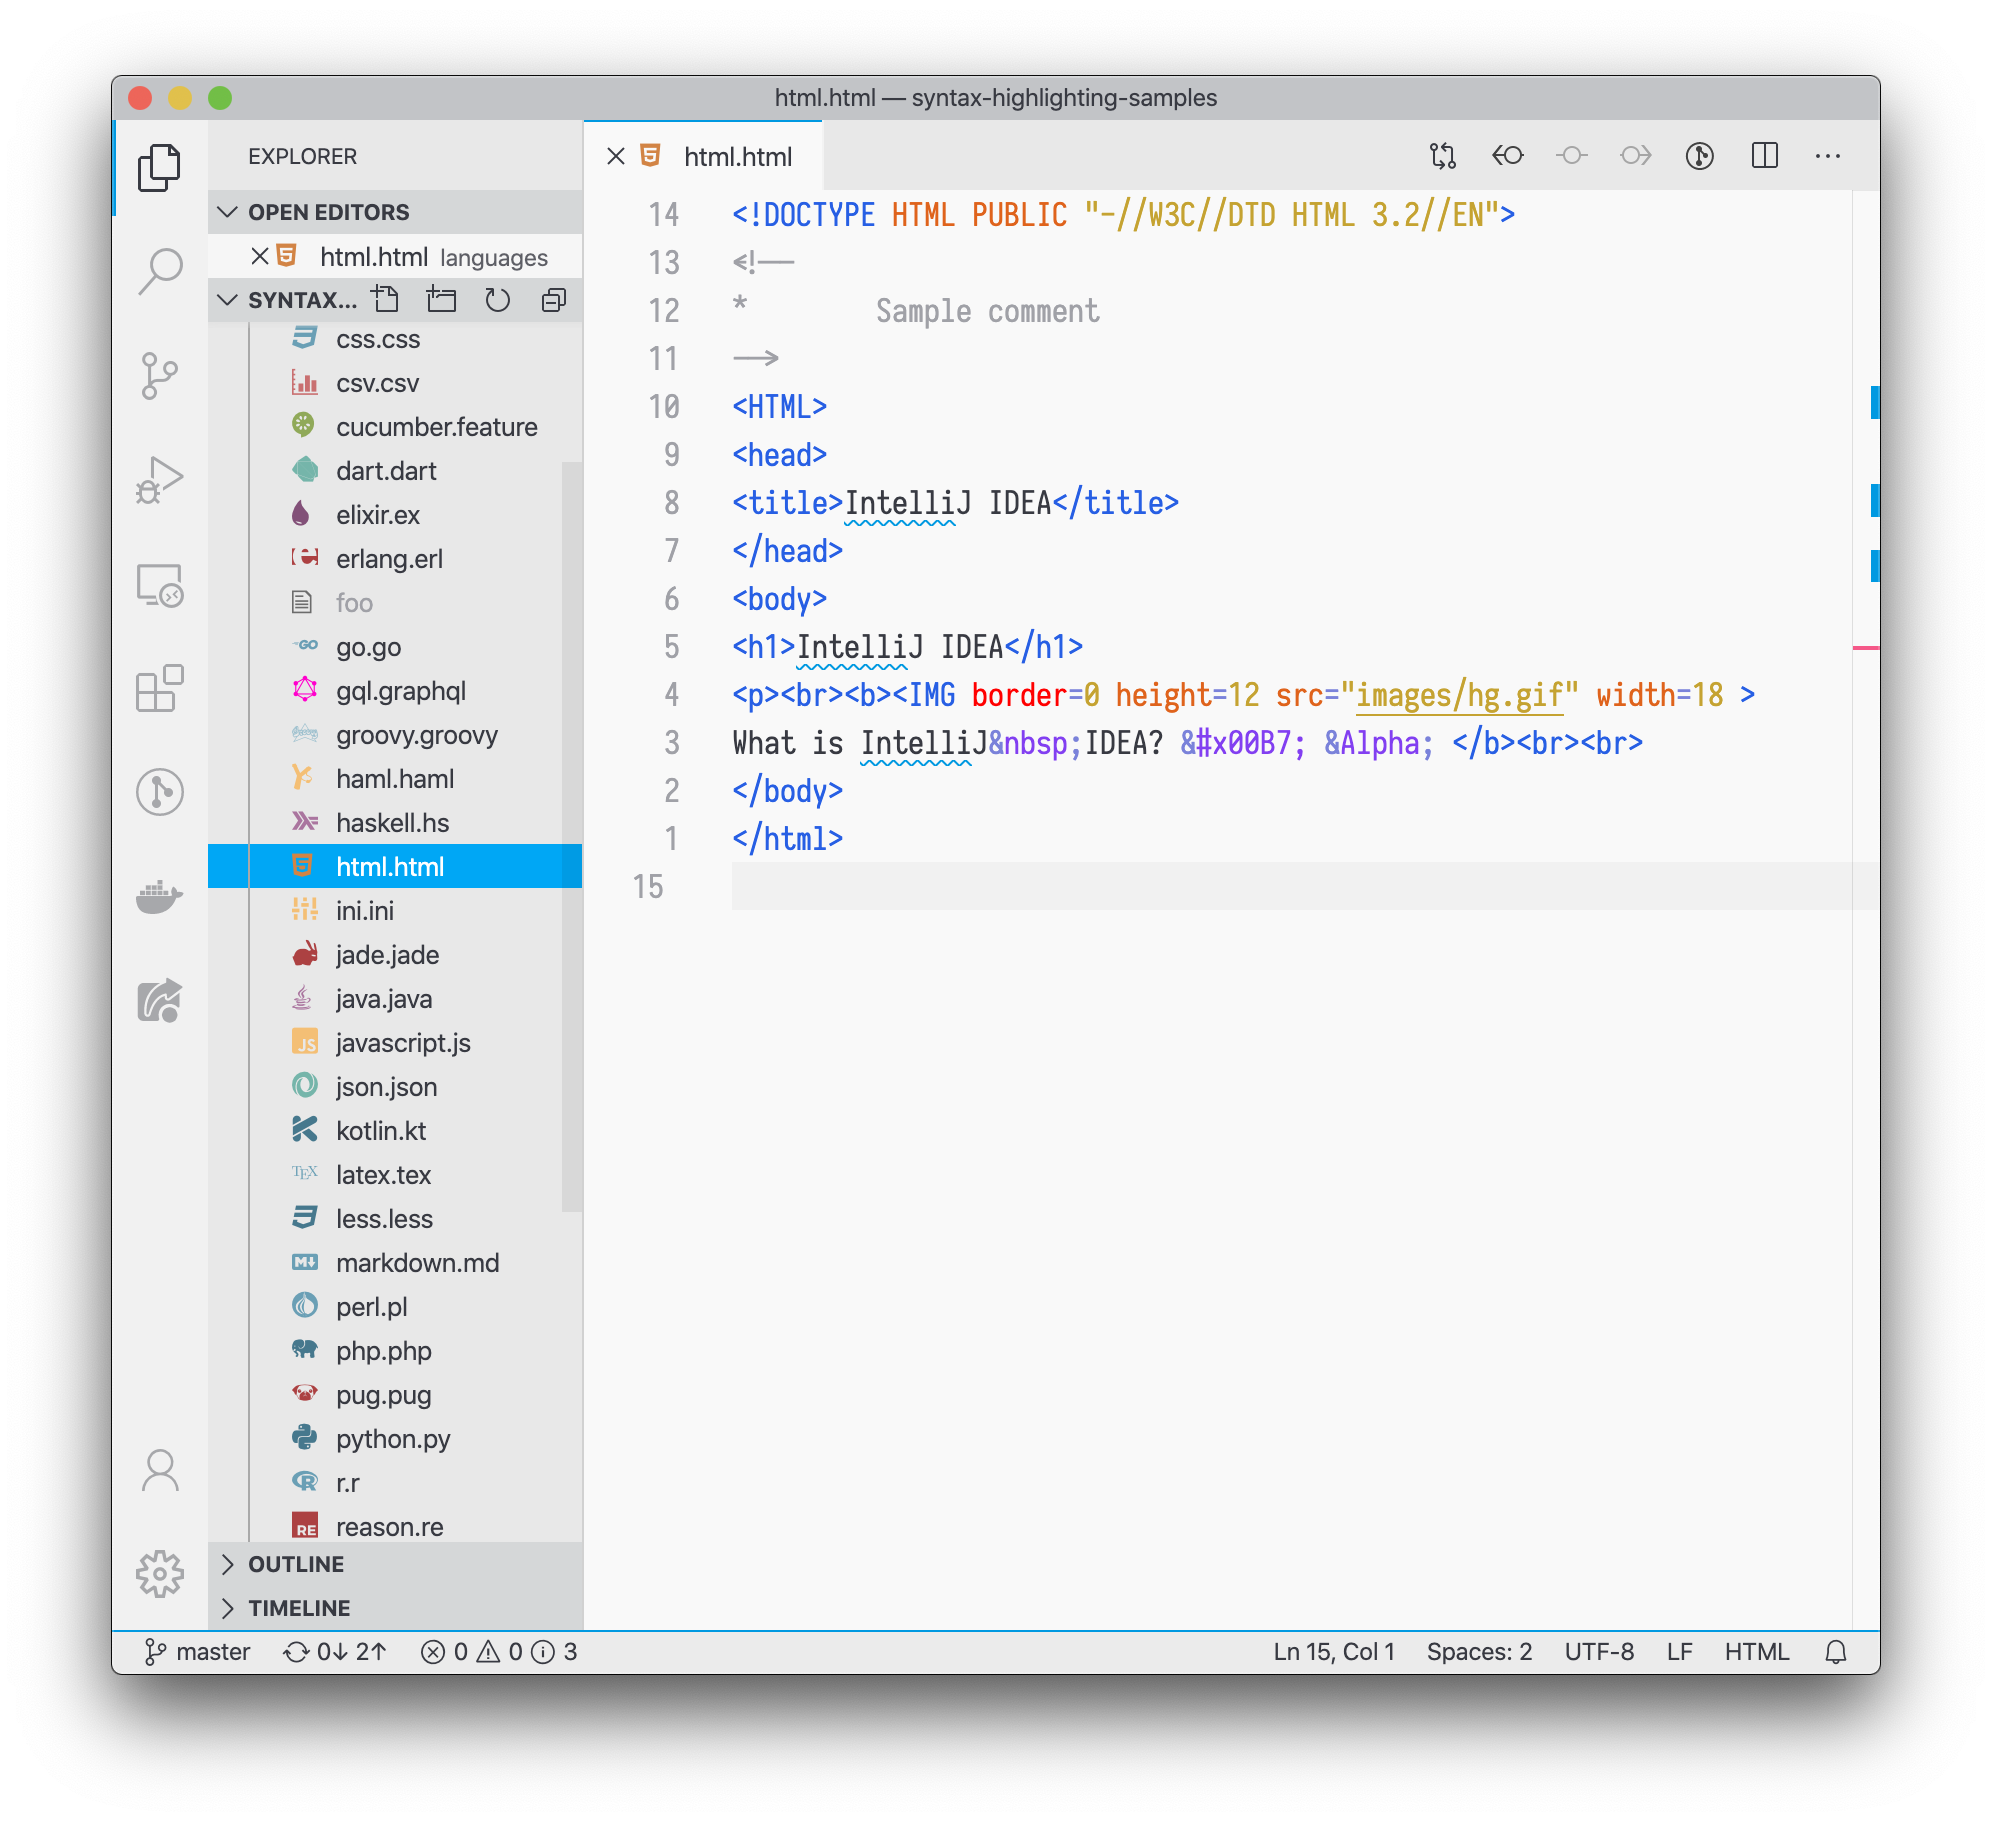 html.html — syntax-highlighting-samples
EXPLORER
OPEN EDITORS
html.html languages
SYNTAX...
css.css
csv.csv
cucumber.feature
dart.dart
elixir.ex
erlang.erl
foo
GO go.go
gql.graphql
groovy.groovy
haml.haml
haskell.hs
html.html
ini.ini
jade.jade
java.java
JS javascript.js
json.json
kotlin.kt
TEX latex.tex
less.less
M markdown.md
perl.pl
php.php
pug.pug
python.py
R r.r
RE reason.re
OUTLINE
TIMELINE
html.html
14 <!DOCTYPE HTML PUBLIC "-//W3C//DTD HTML 3.2//EN">
13 <!--
12 * Sample comment
11 -->
10 <HTML>
9 <head>
8 <title>IntelliJ IDEA</title>
7 </head>
6 <body>
5 <h1>IntelliJ IDEA</h1>
4 <p><br><b><IMG border=0 height=12 src="images/hg.gif" width=18 >
3 What is IntelliJ&nbsp;IDEA? &#x00B7; &Alpha; </b><br><br>
2 </body>
1 </html>
15
master 0↓ 2↑ 0 0 3
Ln 15, Col 1 Spaces: 2 UTF-8 LF HTML